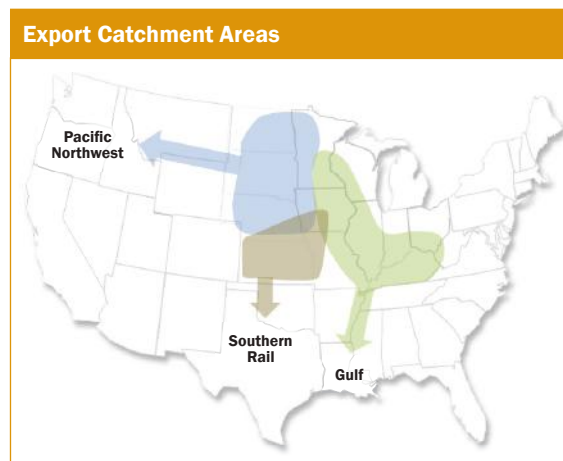 Export Catchment Areas
Pacific
Northwest
Southern
Rail
Gulf